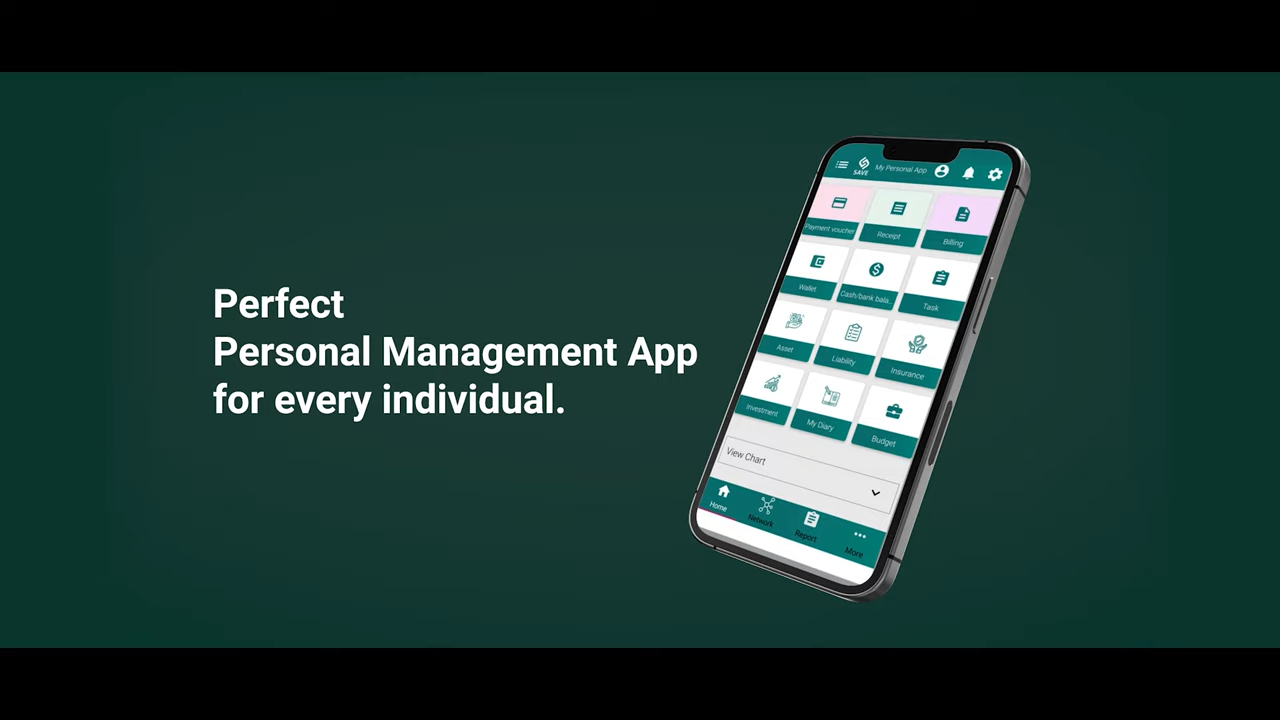 Perfect
Personal Management App
for every individual.
SAVE
My Personal App
Payment voucher
Receipt
Billing
Wallet
Cash/bank bala...
Task
Asset
Liability
Insurance
Investment
My Diary
Budget
View Chart
Home
Network
Report
More